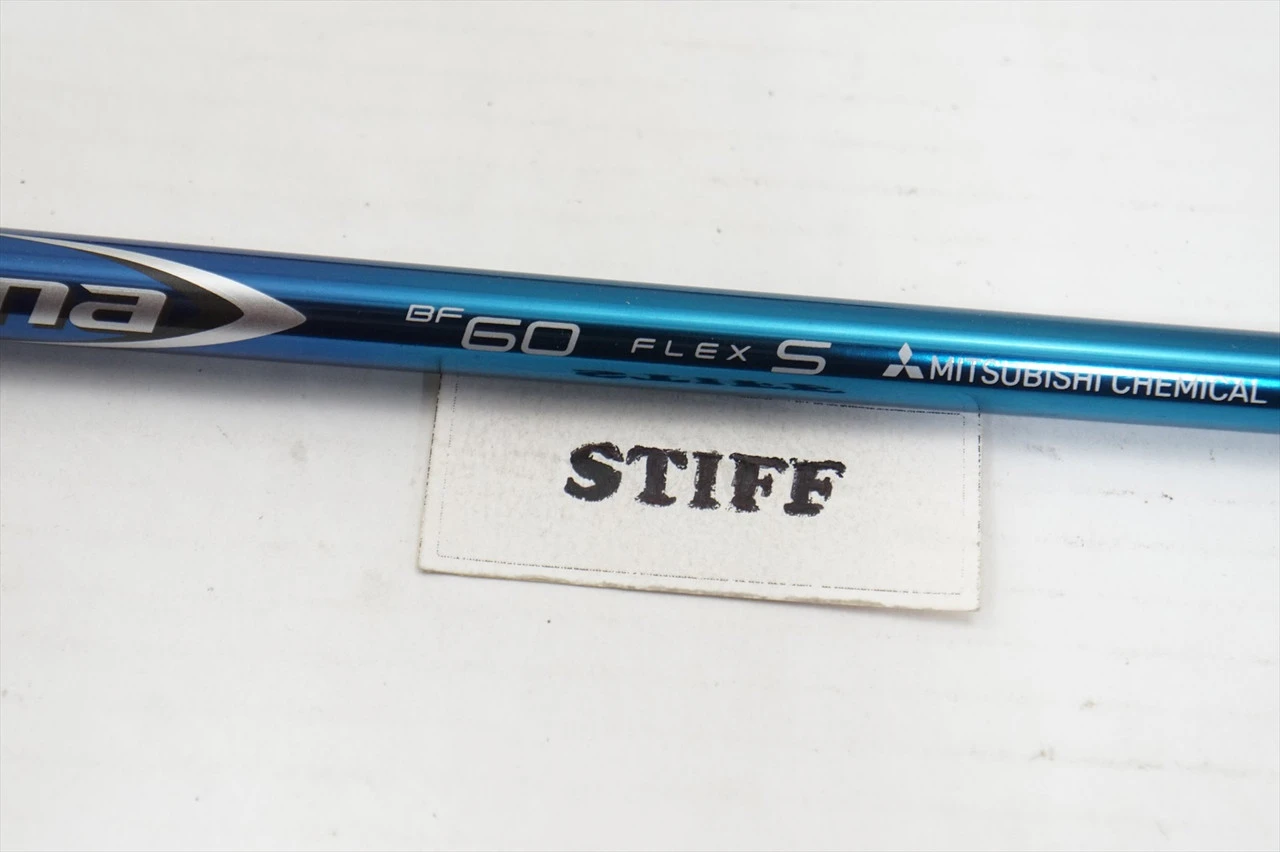 na BF 60 FLEX S MITSUBISHI CHEMICAL
STIFF